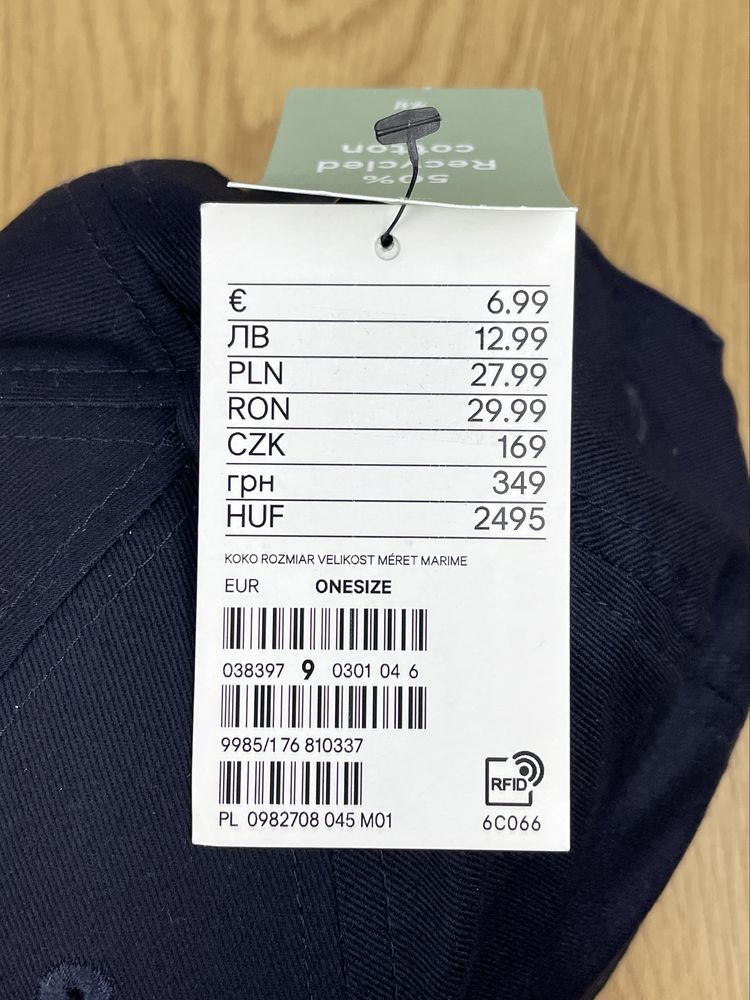 50%
Recycled
cotton
€ 6.99
ЛВ 12.99
PLN 27.99
RON 29.99
CZK 169
грн 349
HUF 2495
KOKO ROZMIAR VELIKOST MÉRET MARIME
EUR ONESIZE
038397 9 0301 04 6
9985/1 76 810337
RFID
PL 0982708 045 M01
6C066